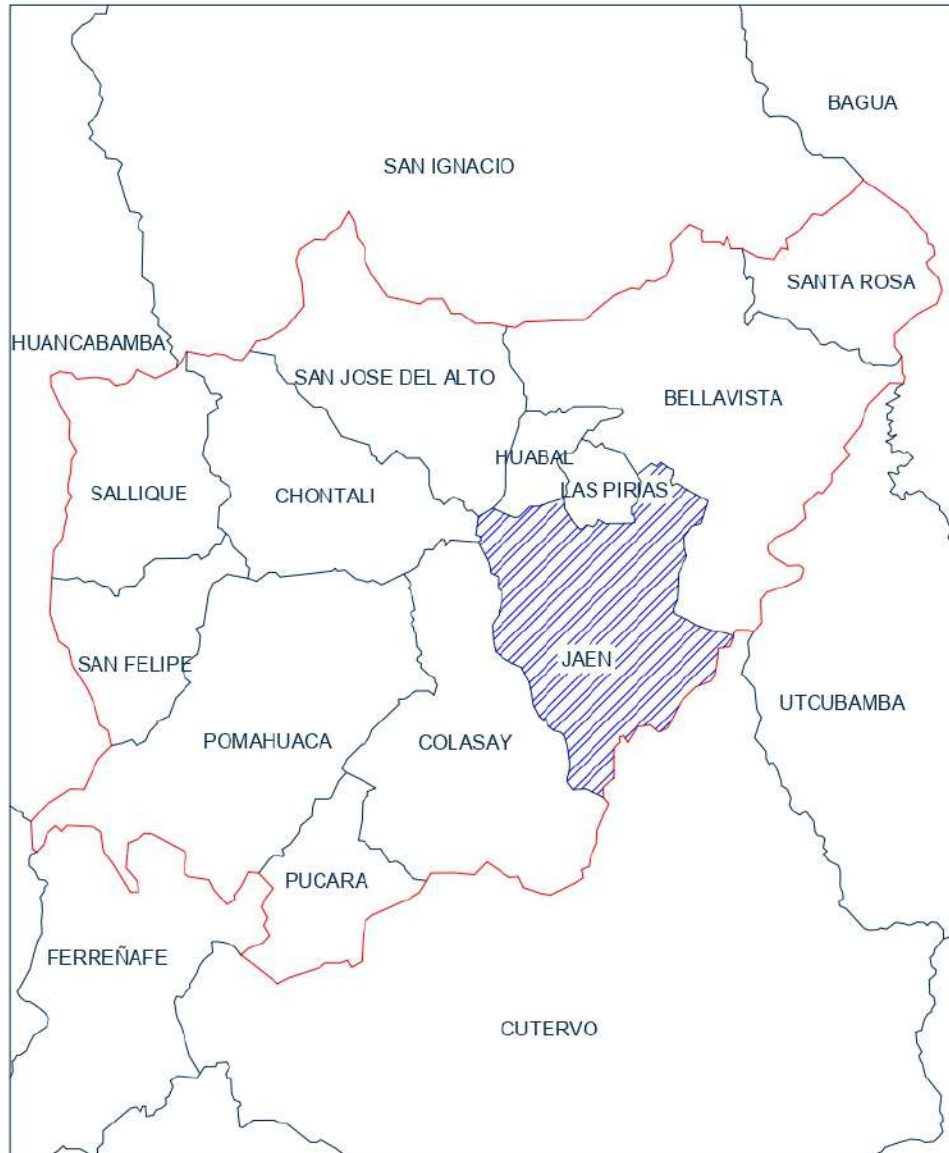 BAGUA
SAN IGNACIO
SANTA ROSA
HUANCABAMBA
SAN JOSE DEL ALTO
BELLAVISTA
HUABAL
SALLIQUE
CHONTALI
LAS PIRIAS
SAN FELIPE
JAEN
UTCUBAMBA
POMAHUACA
COLASAY
PUCARA
FERREÑAFE
CUTERVO